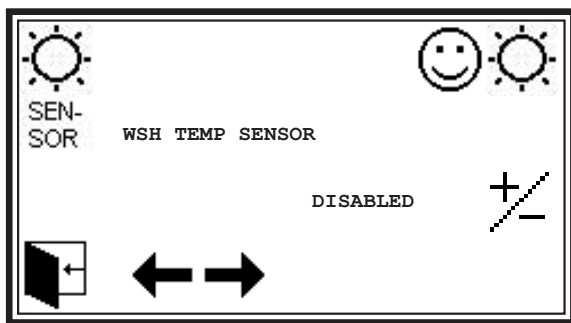 SEN-
SOR
WSH TEMP SENSOR
DISABLED
+/-